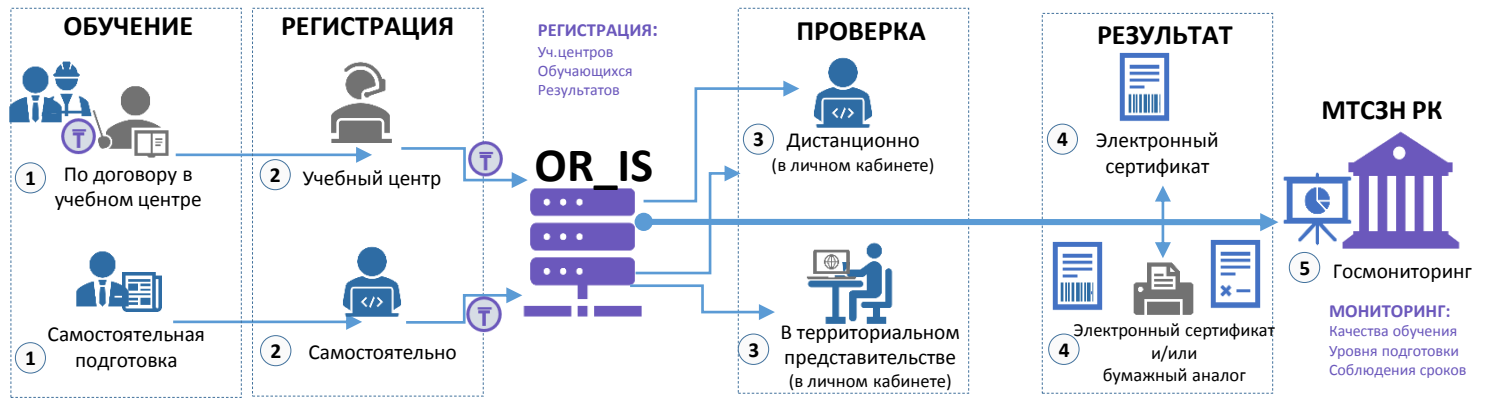 ОБУЧЕНИЕ
₸
1
По договору в
учебном центре
1
Самостоятельная
подготовка
РЕГИСТРАЦИЯ
2
Учебный центр
</>
2
Самостоятельно
₸
₸
РЕГИСТРАЦИЯ:
Уч.центров
Обучающихся
Результатов
OR_IS
ПРОВЕРКА
</>
3
Дистанционно
(в личном кабинете)
3
В территориальном
представительстве
(в личном кабинете)
РЕЗУЛЬТАТ
4
Электронный
сертификат
4
Электронный сертификат
и/или
бумажный аналог
МТСЗН РК
5
Госмониторинг
МОНИТОРИНГ:
Качества обучения
Уровня подготовки
Соблюдения сроков